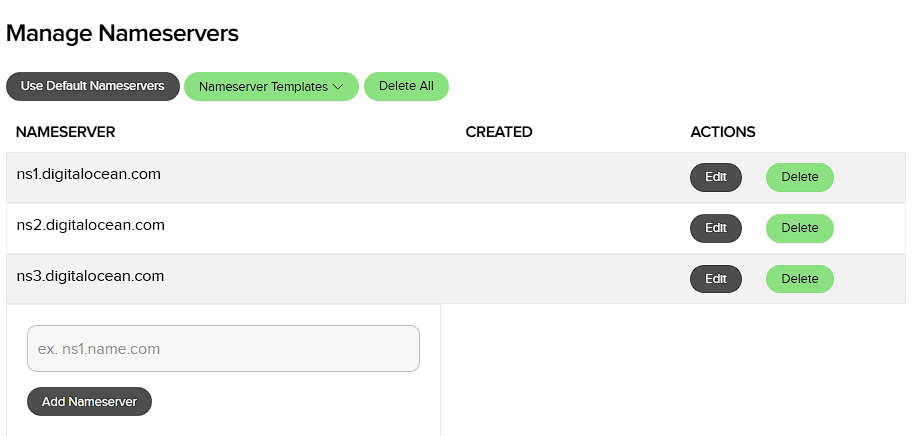 Manage Nameservers
Use Default Nameservers Nameserver Templates Delete All
NAMESERVER CREATED ACTIONS
ns1.digitalocean.com Edit Delete
ns2.digitalocean.com Edit Delete
ns3.digitalocean.com Edit Delete
ex. ns1.name.com
Add Nameserver